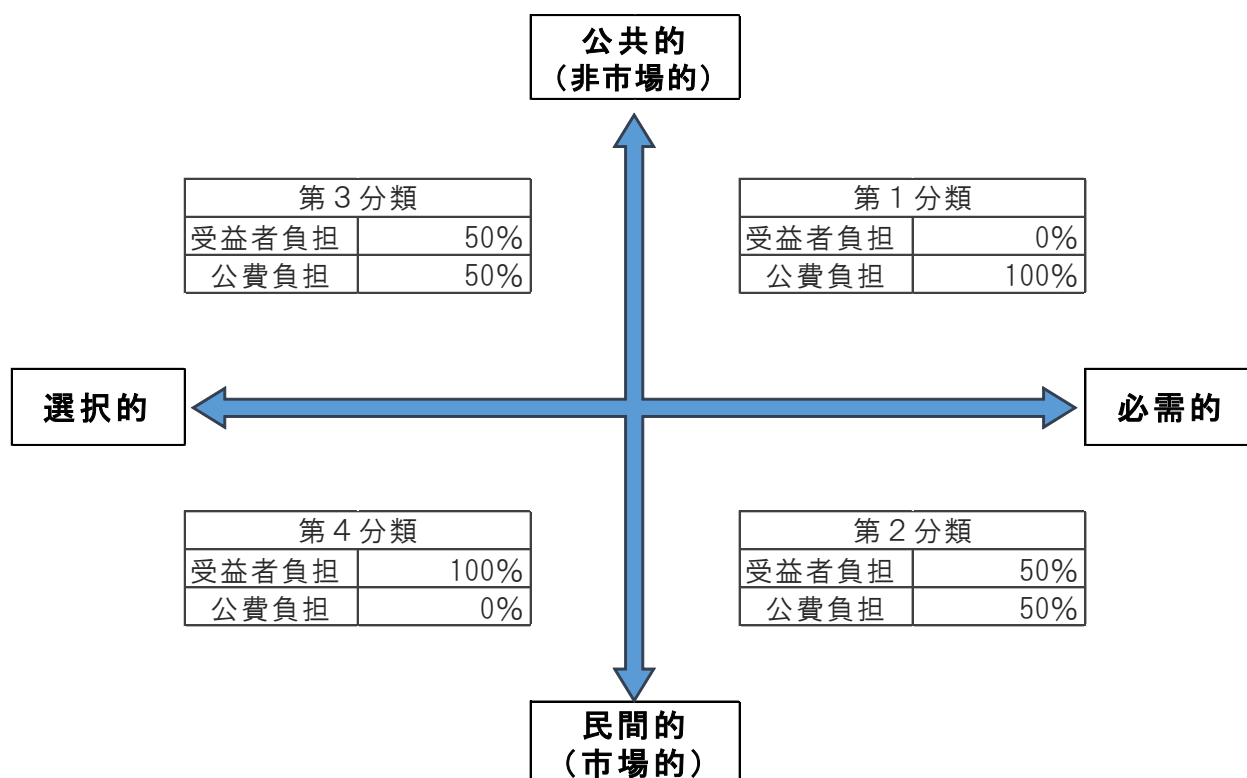 公共的
（非市場的）
第３分類
受益者負担 50%
公費負担 50%
第１分類
受益者負担 0%
公費負担 100%
選択的
必需的
第４分類
受益者負担 100%
公費負担 0%
第２分類
受益者負担 50%
公費負担 50%
民間的
（市場的）